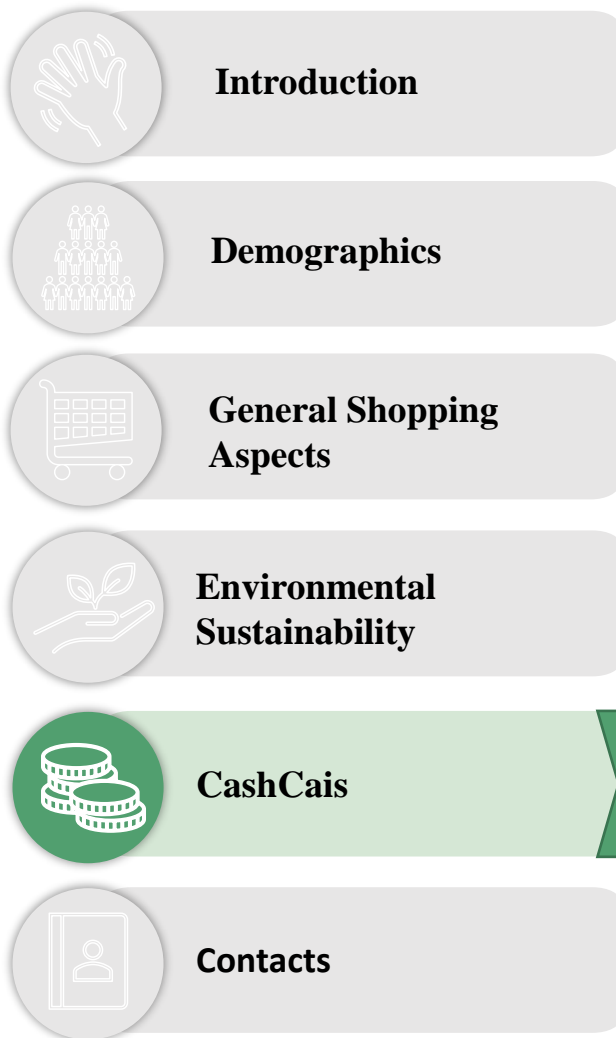 Introduction
Demographics
General Shopping
Aspects
Environmental
Sustainability
CashCais
Contacts